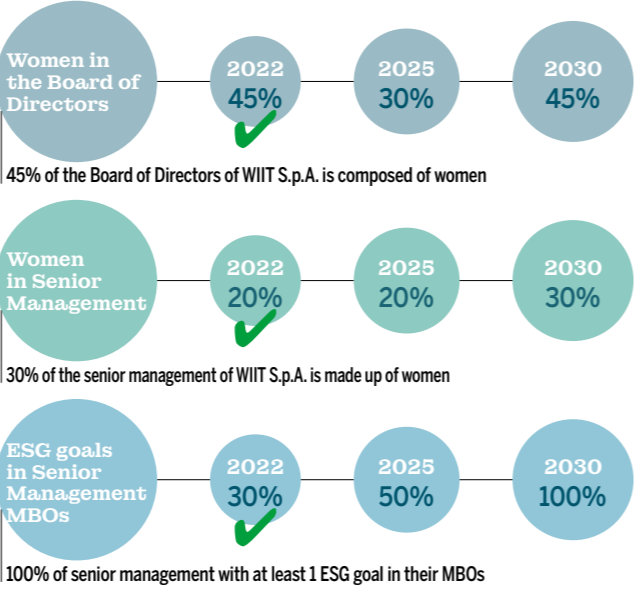 Women in
the Board of
Directors
2022
45%
2025
30%
2030
45%
45% of the Board of Directors of WIIT S.p.A. is composed of women
Women
in Senior
Management
2022
20%
2025
20%
2030
30%
30% of the senior management of WIIT S.p.A. is made up of women
ESG goals
in Senior
Management
MBOs
2022
30%
2025
50%
2030
100%
100% of senior management with at least 1 ESG goal in their MBOs